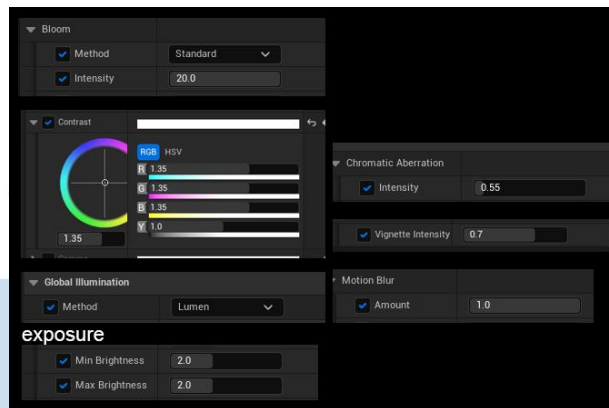 Bloom
Method Standard
Intensity 20.0
Contrast
RGB HSV
R 1.35
G 1.35
B 1.35
Y 1.0
1.35
Global Illumination
Method Lumen
exposure
Min Brightness 2.0
Max Brightness 2.0
Chromatic Aberration
Intensity 0.55
Vignette Intensity 0.7
Motion Blur
Amount 1.0